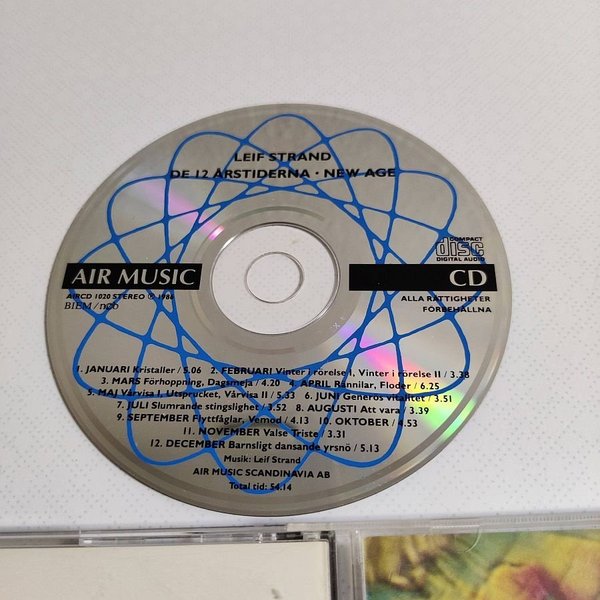 LEIF STRAND
DE 12 ÅRSTIDERNA · NEW AGE
AIR MUSIC
COMPACT
disc
DIGITAL AUDIO
CD
AIRCD 1020 STEREO ℗ 1986
BIEM / n©b
ALLA RÄTTIGHETER
FÖRBEHÅLLNA
1. JANUARI Kristaller / 5.06 2. FEBRUARI Vinter i rörelse I, Vinter i rörelse II / 3.38
3. MARS Förhoppning, Dagsmeja / 4.20 4. APRIL Rännilar, Floder / 6.25
5. MAJ Vårvisa I, Utsprucket, Vårvisa II / 5.33 6. JUNI Generös vitalitet / 3.51
7. JULI Slumrande stingslighet / 3.52 8. AUGUSTI Att vara / 3.39
9. SEPTEMBER Flyttfåglar, Vemod / 4.13 10. OKTOBER / 4.53
11. NOVEMBER Valse Triste / 3.31
12. DECEMBER Barnsligt dansande yrsnö / 5.13
Musik: Leif Strand
AIR MUSIC SCANDINAVIA AB
Total tid: 54.14